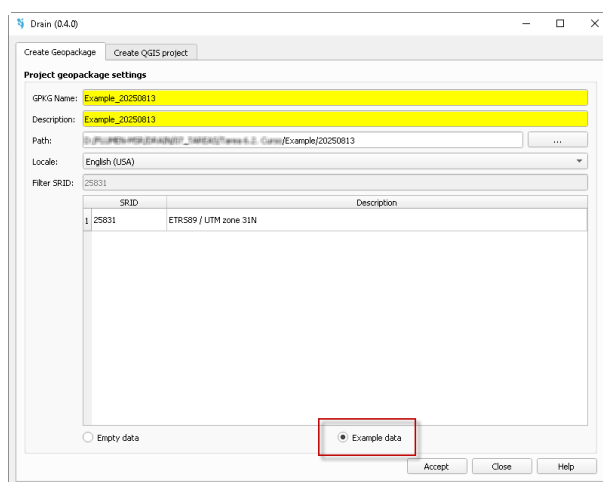 Drain (0.4.0)
Create Geopackage Create QGIS project
Project geopackage settings
GPKG Name: Example_20250813
Description: Example_20250813
Path: /Example/20250813 ...
Locale: English (USA)
Filter SRID: 25831
SRID Description
1 25831 ETRS89 / UTM zone 31N
Empty data Example data
Accept Close Help